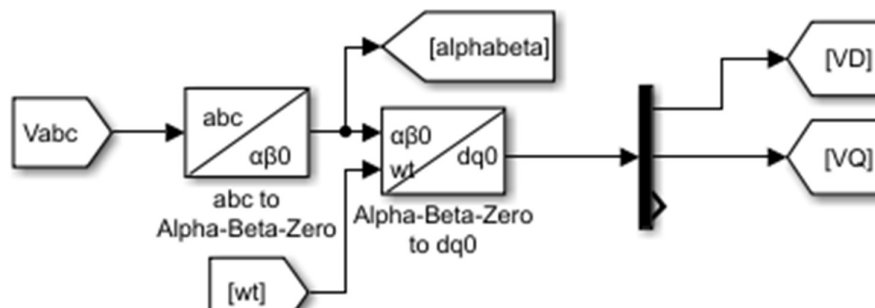 [alphabeta]
[VD]
Vabc
abc
αβ0
αβ0
wt
dq0
[VQ]
abc to
Alpha-Beta-Zero
Alpha-Beta-Zero
to dq0
[wt]